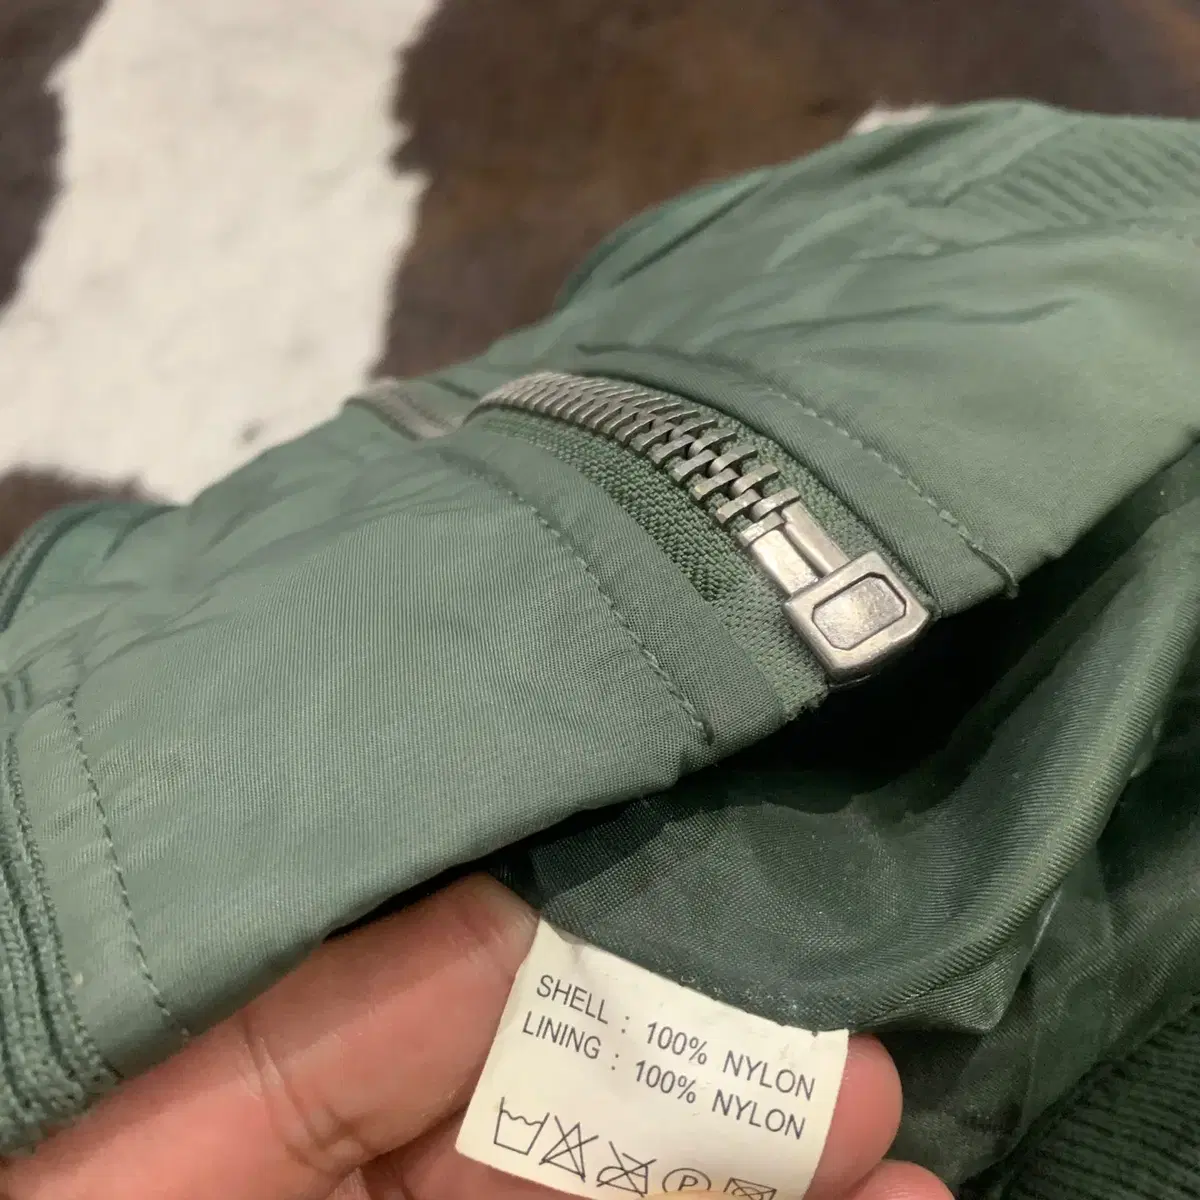 SHELL : 100% NYLON
LINING : 100% NYLON
P